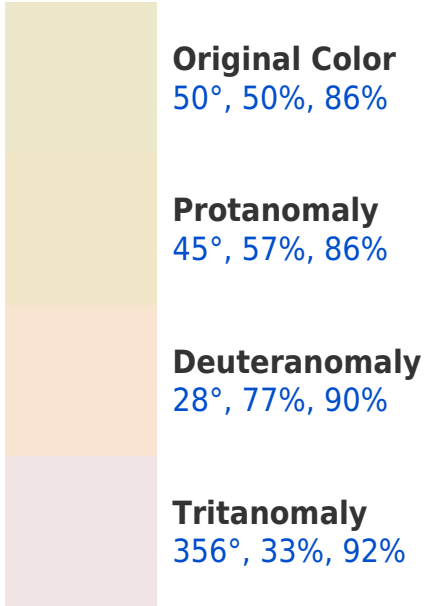 Original Color
50°, 50%, 86%
Protanomaly
45°, 57%, 86%
Deuteranomaly
28°, 77%, 90%
Tritanomaly
356°, 33%, 92%